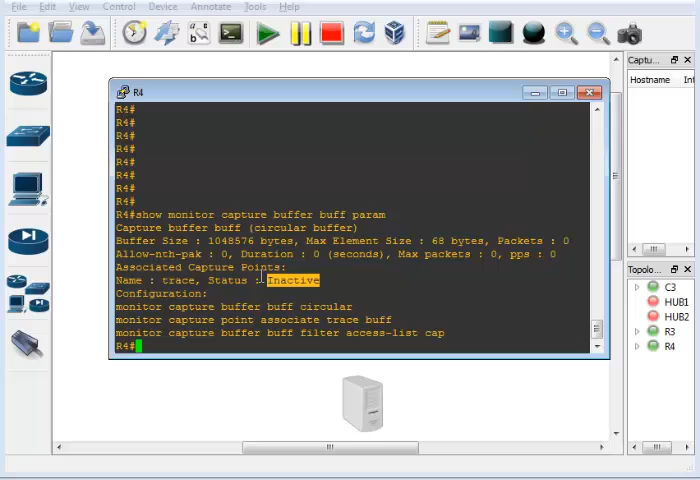 File Edit View Control Device Annotate Tools Help
Captu...
Hostname Int
R4
R4#
R4#
R4#
R4#
R4#
R4#
R4#
R4#
R4#show monitor capture buffer buff param
Capture buffer buff (circular buffer)
Buffer Size : 1048576 bytes, Max Element Size : 68 bytes, Packets : 0
Allow-nth-pak : 0, Duration : 0 (seconds), Max packets : 0, pps : 0
Associated Capture Points:
Name : trace, Status : Inactive
Configuration:
monitor capture buffer buff circular
monitor capture point associate trace buff
monitor capture buffer buff filter access-list cap
R4#
Topolo...
C3
HUB1
HUB2
R3
R4